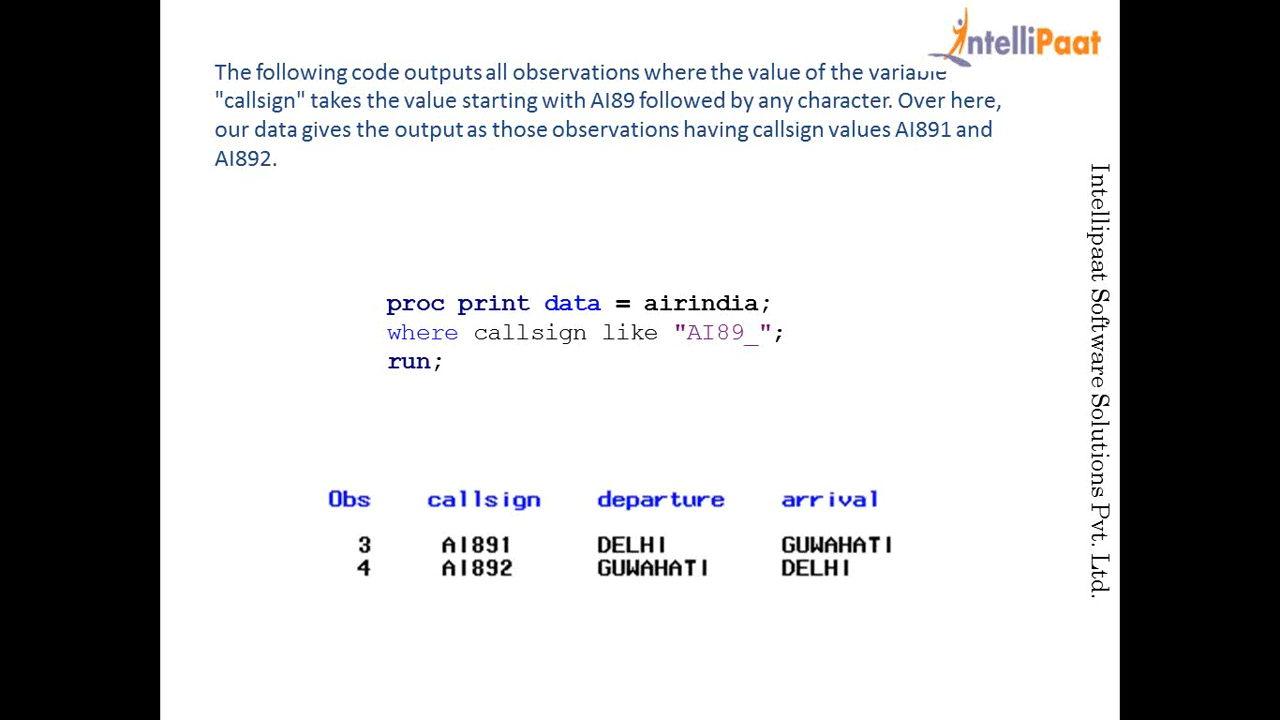 IntelliPaat
The following code outputs all observations where the value of the variable
"callsign" takes the value starting with AI89 followed by any character. Over here,
our data gives the output as those observations having callsign values AI891 and
AI892.
proc print data = airindia;
where callsign like "AI89_";
run;
Obs callsign departure arrival
3 AI891 DELHI GUWAHATI
4 AI892 GUWAHATI DELHI
Intellipaat Software Solutions Pvt. Ltd.